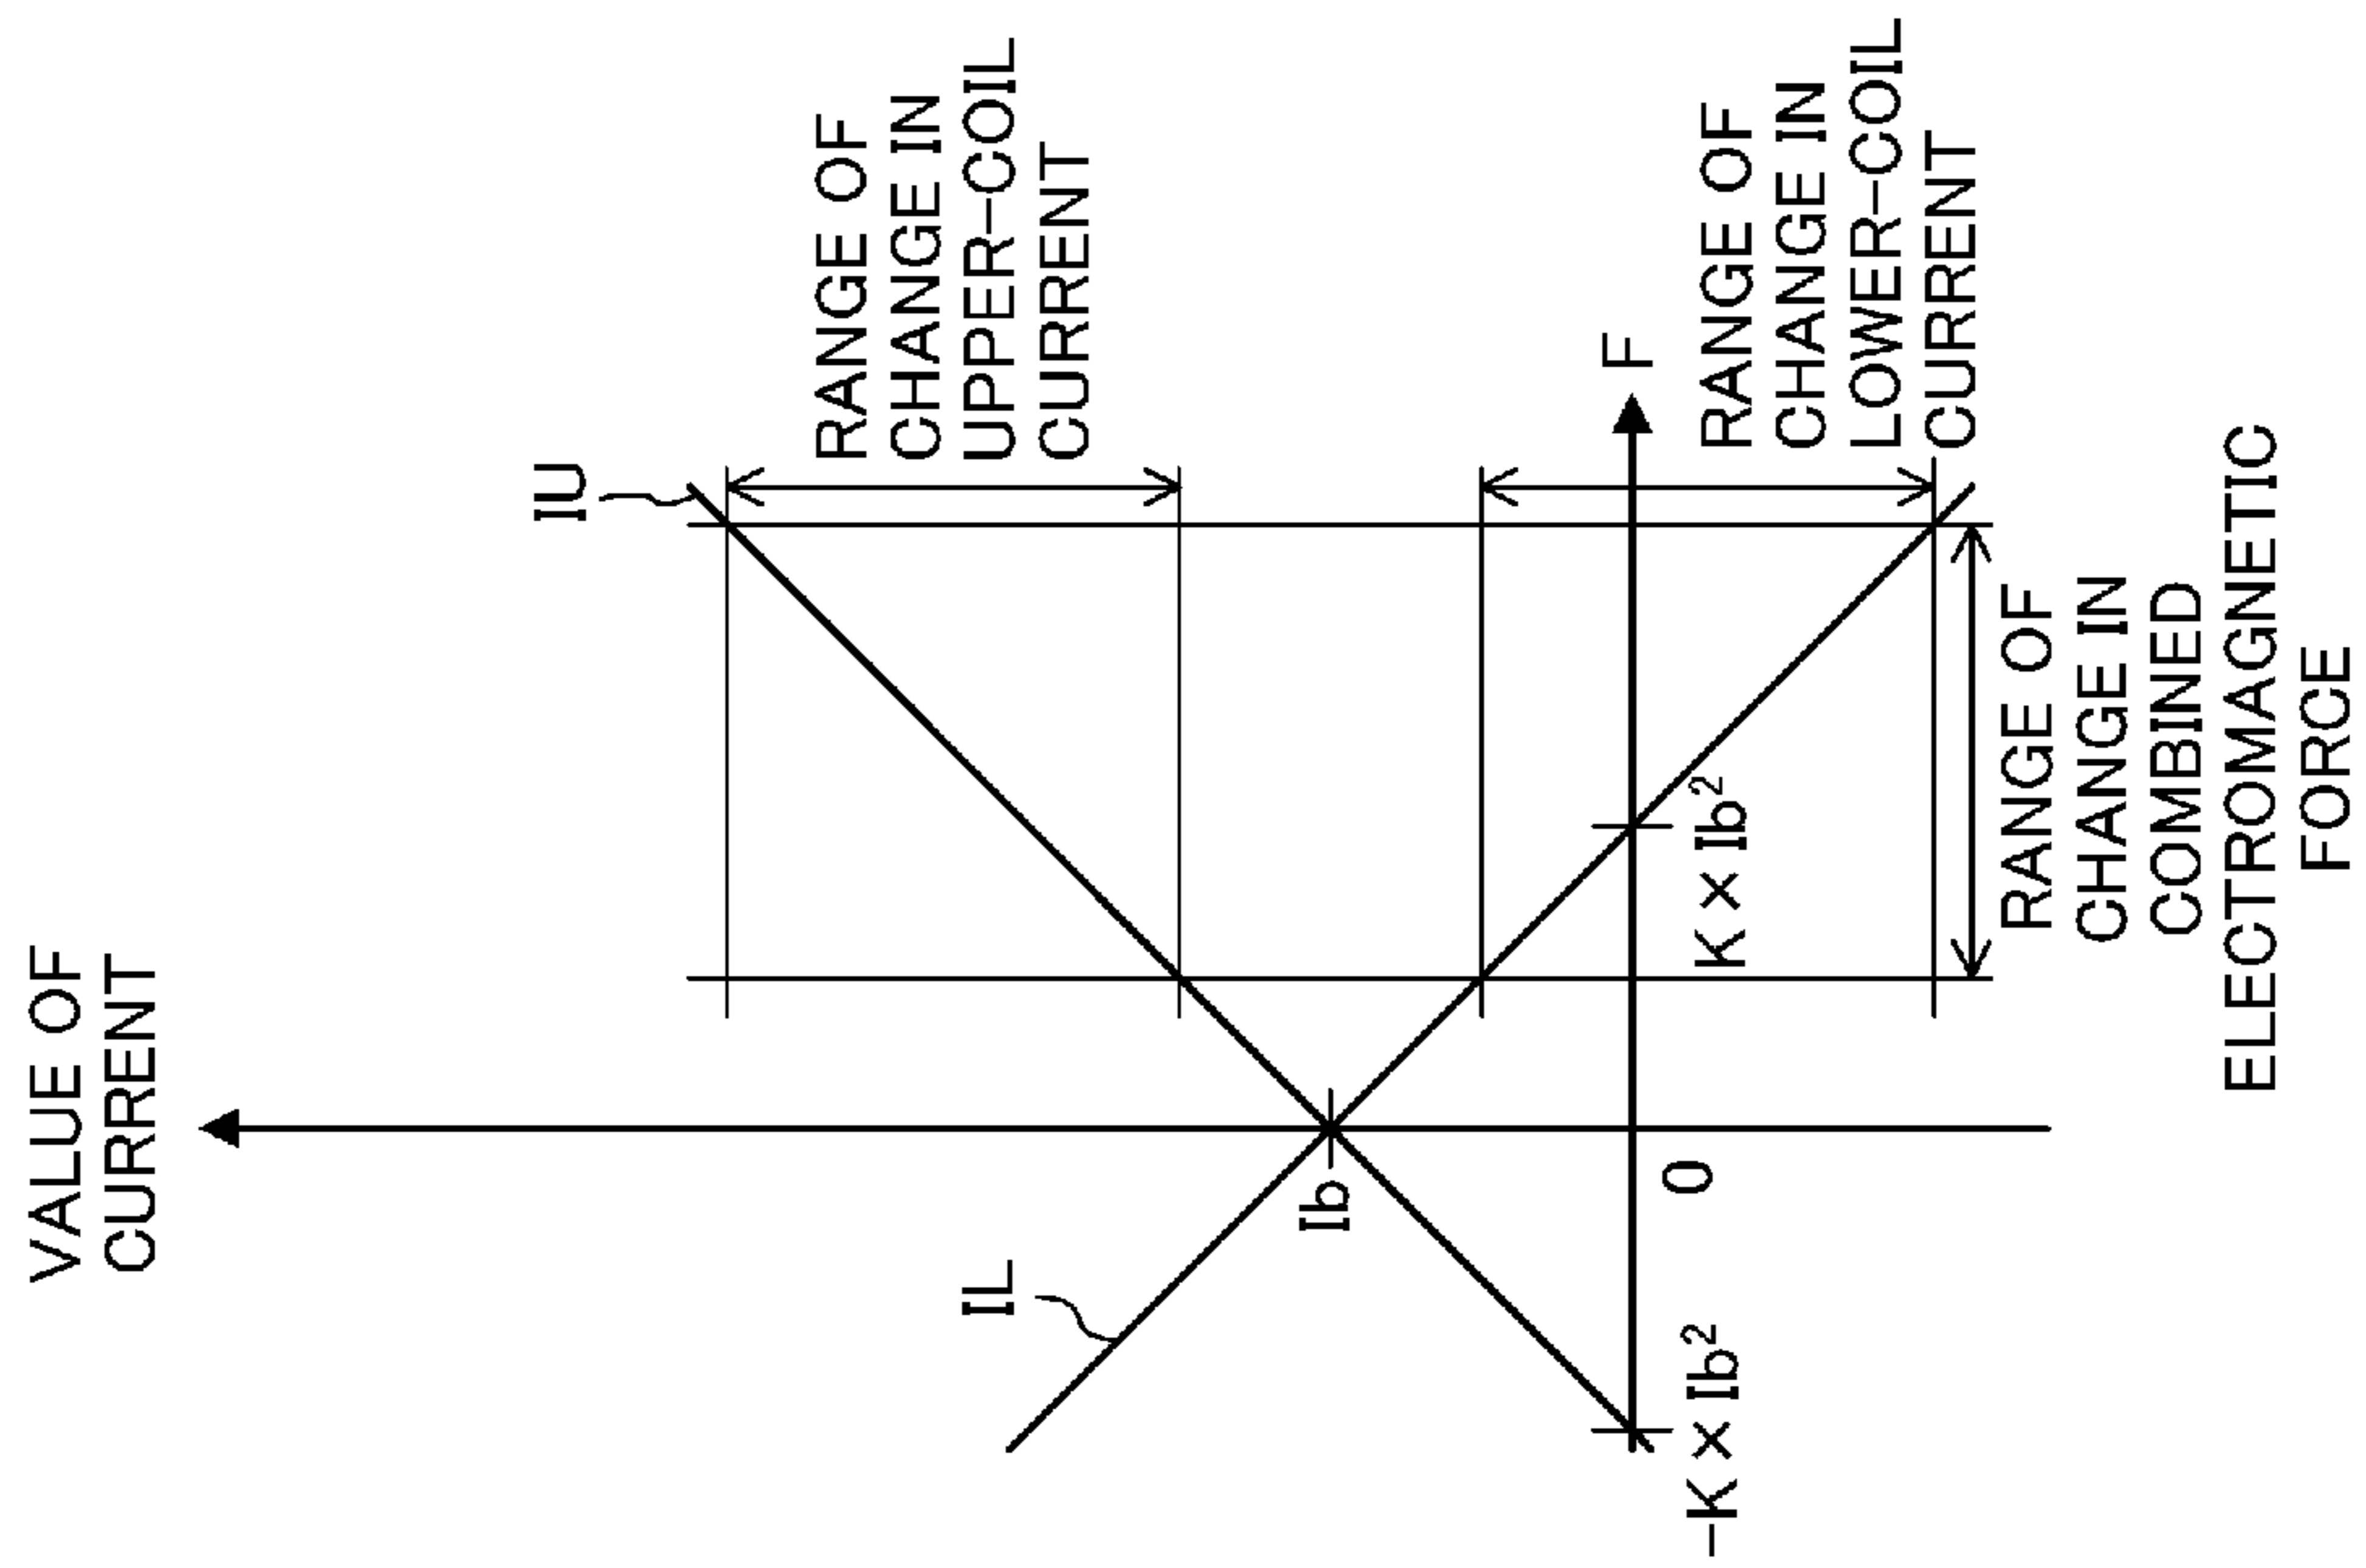 VALUE OF
CURRENT
IU
RANGE OF
CHANGE IN
UPPER-COIL
CURRENT
IL
Ib
F
0
-K × Ib²
K × Ib²
RANGE OF
CHANGE IN
LOWER-COIL
CURRENT
RANGE OF
CHANGE IN
COMBINED
ELECTROMAGNETIC
FORCE